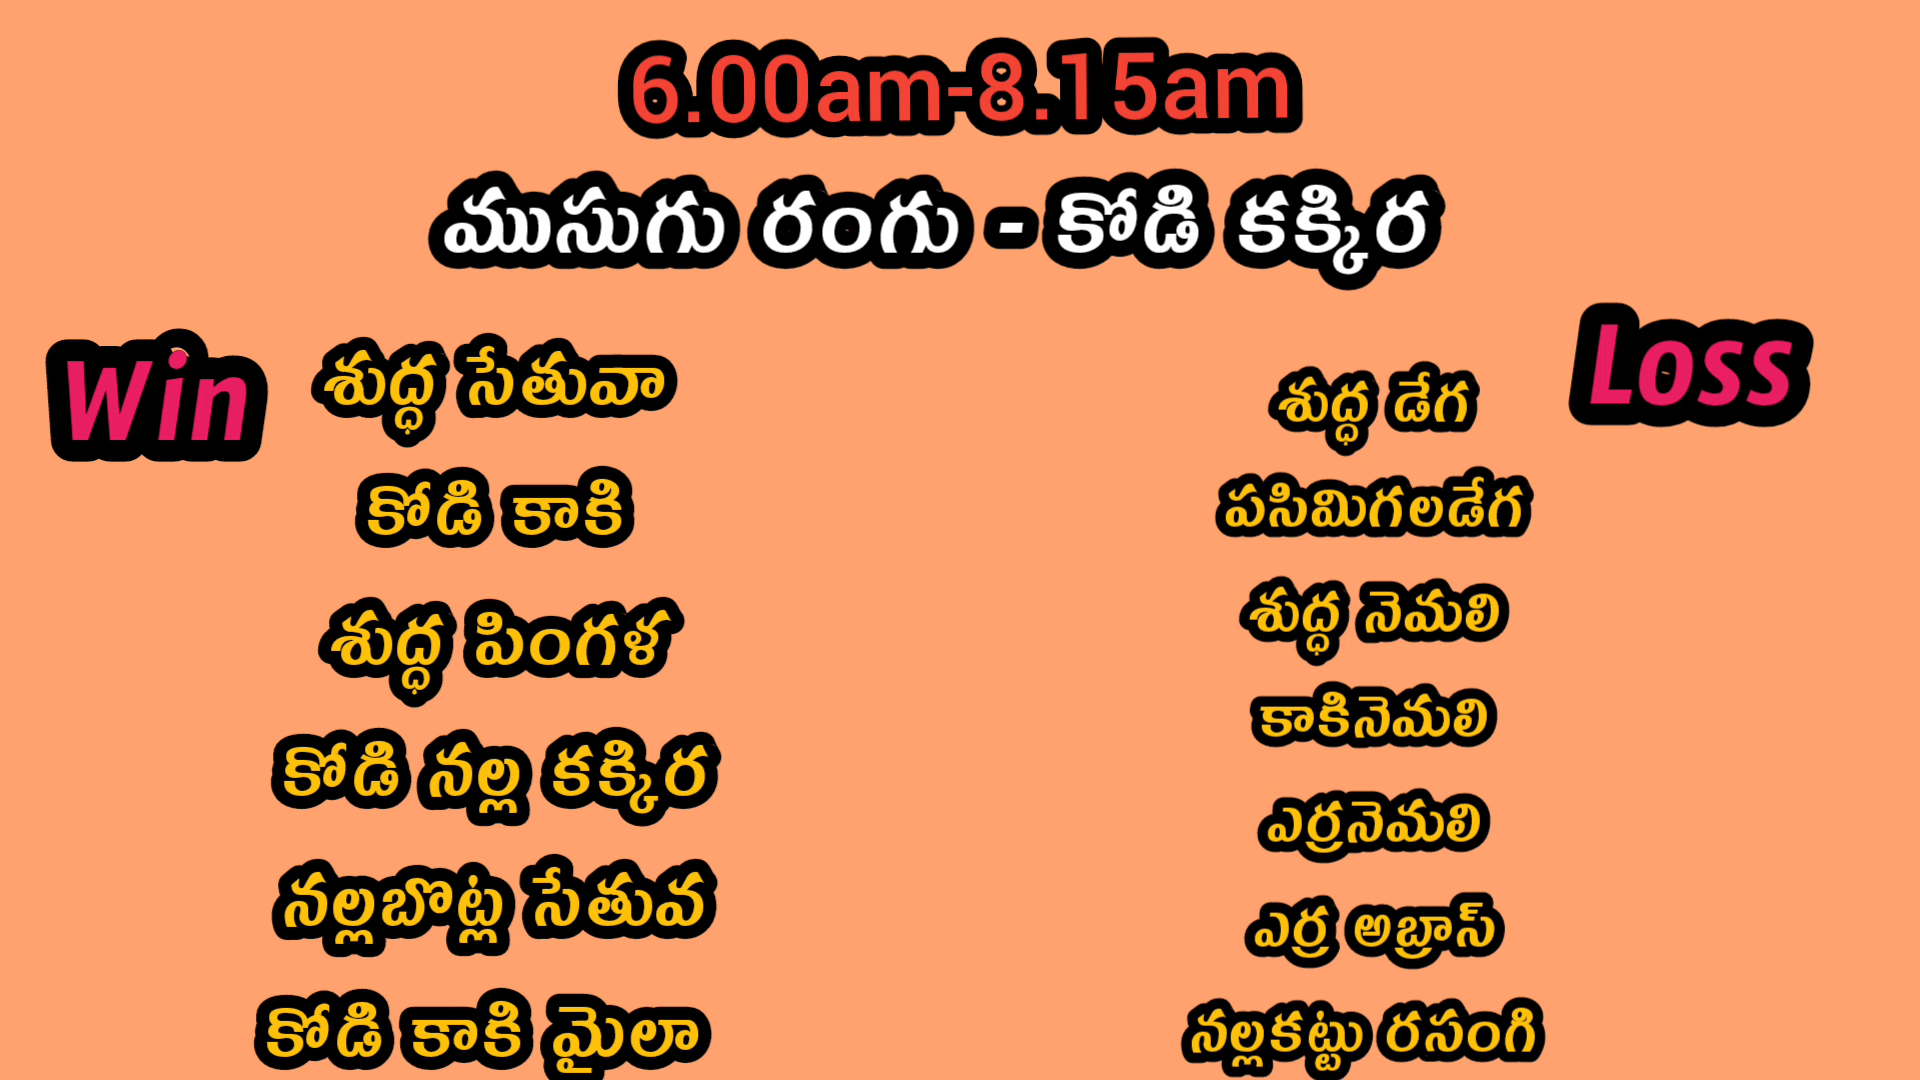 6.00am-8.15am
ముసుగు రంగు - కోడి కక్కిర
Win
శుద్ధ సేతువా
కోడి కాకి
శుద్ధ పింగళ
కోడి నల్ల కక్కిర
నల్లబొట్ల సేతువ
కోడి కాకి మైలా
Loss
శుద్ధ డేగ
పసిమిగలడేగ
శుద్ధ నెమలి
కాకినెమలి
ఎర్రనెమలి
ఎర్ర అబ్రాస్
నల్లకట్టు రసంగి